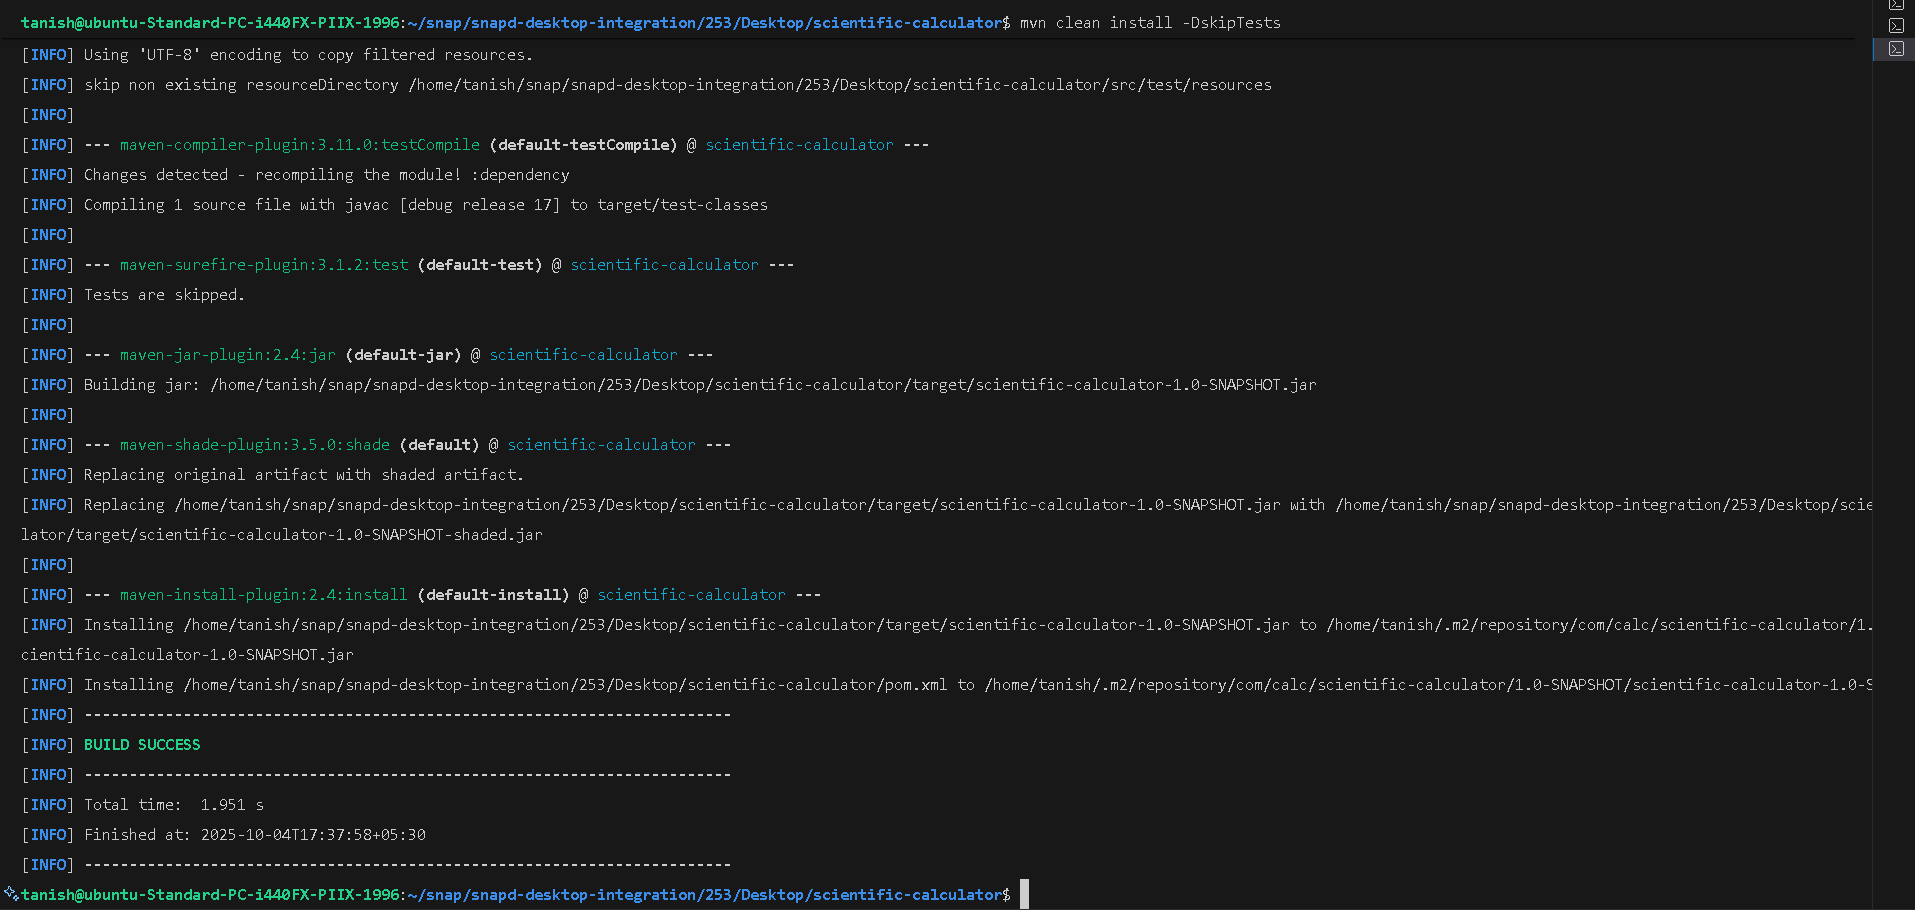 tanish@ubuntu-Standard-PC-i440FX-PIIX-1996:~/snap/snapd-desktop-integration/253/Desktop/scientific-calculator$ mvn clean install -DskipTests
[INFO] Using 'UTF-8' encoding to copy filtered resources.
[INFO] skip non existing resourceDirectory /home/tanish/snap/snapd-desktop-integration/253/Desktop/scientific-calculator/src/test/resources
[INFO]
[INFO] --- maven-compiler-plugin:3.11.0:testCompile (default-testCompile) @ scientific-calculator ---
[INFO] Changes detected - recompiling the module! :dependency
[INFO] Compiling 1 source file with javac [debug release 17] to target/test-classes
[INFO]
[INFO] --- maven-surefire-plugin:3.1.2:test (default-test) @ scientific-calculator ---
[INFO] Tests are skipped.
[INFO]
[INFO] --- maven-jar-plugin:2.4:jar (default-jar) @ scientific-calculator ---
[INFO] Building jar: /home/tanish/snap/snapd-desktop-integration/253/Desktop/scientific-calculator/target/scientific-calculator-1.0-SNAPSHOT.jar
[INFO]
[INFO] --- maven-shade-plugin:3.5.0:shade (default) @ scientific-calculator ---
[INFO] Replacing original artifact with shaded artifact.
[INFO] Replacing /home/tanish/snap/snapd-desktop-integration/253/Desktop/scientific-calculator/target/scientific-calculator-1.0-SNAPSHOT.jar with /home/tanish/snap/snapd-desktop-integration/253/Desktop/scie
lator/target/scientific-calculator-1.0-SNAPSHOT-shaded.jar
[INFO]
[INFO] --- maven-install-plugin:2.4:install (default-install) @ scientific-calculator ---
[INFO] Installing /home/tanish/snap/snapd-desktop-integration/253/Desktop/scientific-calculator/target/scientific-calculator-1.0-SNAPSHOT.jar to /home/tanish/.m2/repository/com/calc/scientific-calculator/1.
cientific-calculator-1.0-SNAPSHOT.jar
[INFO] Installing /home/tanish/snap/snapd-desktop-integration/253/Desktop/scientific-calculator/pom.xml to /home/tanish/.m2/repository/com/calc/scientific-calculator/1.0-SNAPSHOT/scientific-calculator-1.0-S
[INFO] ------------------------------------------------------------------------
[INFO] BUILD SUCCESS
[INFO] ------------------------------------------------------------------------
[INFO] Total time:  1.951 s
[INFO] Finished at: 2025-10-04T17:37:58+05:30
[INFO] ------------------------------------------------------------------------
tanish@ubuntu-Standard-PC-i440FX-PIIX-1996:~/snap/snapd-desktop-integration/253/Desktop/scientific-calculator$